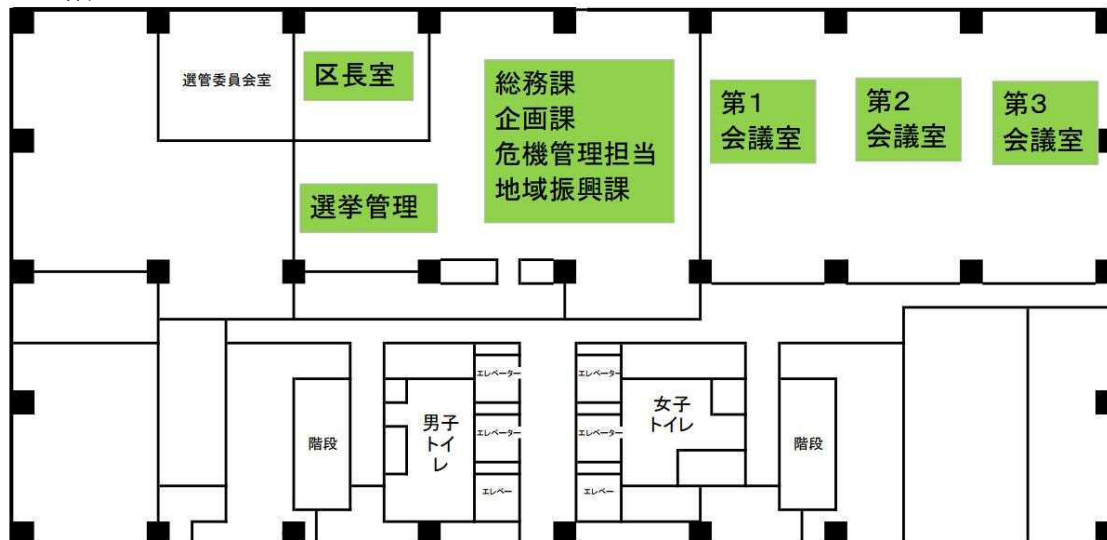 選管委員会室
区長室
総務課
企画課
危機管理担当
地域振興課
第1
会議室
第2
会議室
第3
会議室
選挙管理
エレベーター
エレベーター
エレベーター
エレベーター
エレベー
エレベー
男子
トイ
レ
女子
トイレ
階段
階段